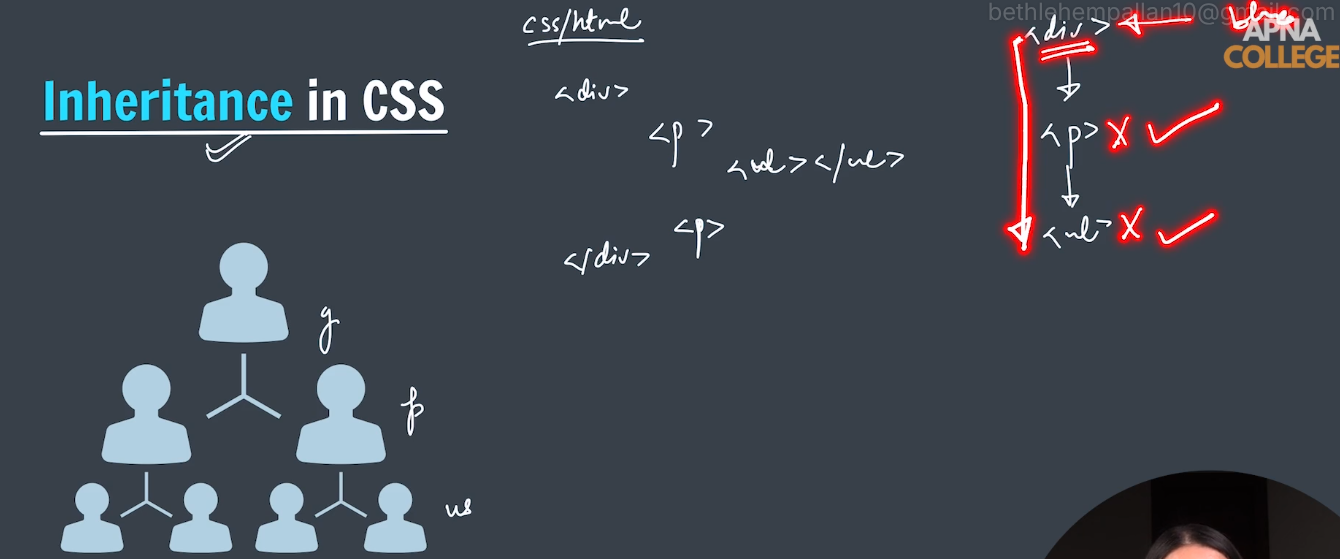 Inheritance in CSS
g
p
us
css/html
<div>
<p>
<ul></ul>
<p>
</div>
bethlehempallan10@gmail.com
<div> blue
APNA
COLLEGE
<p> X
<ul> X